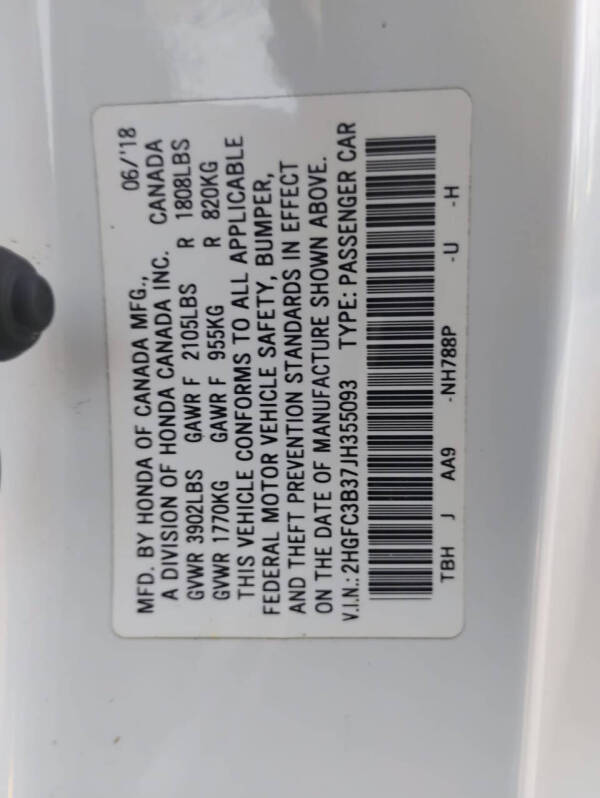 MFD. BY HONDA OF CANADA MFG., 06/'18
A DIVISION OF HONDA CANADA INC. CANADA
GVWR 3902LBS GAWR F 2105LBS R 1808LBS
GVWR 1770KG GAWR F 955KG R 820KG
THIS VEHICLE CONFORMS TO ALL APPLICABLE
FEDERAL MOTOR VEHICLE SAFETY, BUMPER,
AND THEFT PREVENTION STANDARDS IN EFFECT
ON THE DATE OF MANUFACTURE SHOWN ABOVE.
V.I.N.: 2HGFC3B37JH355093 TYPE: PASSENGER CAR
TBH J AA9 -NH788P -U -H